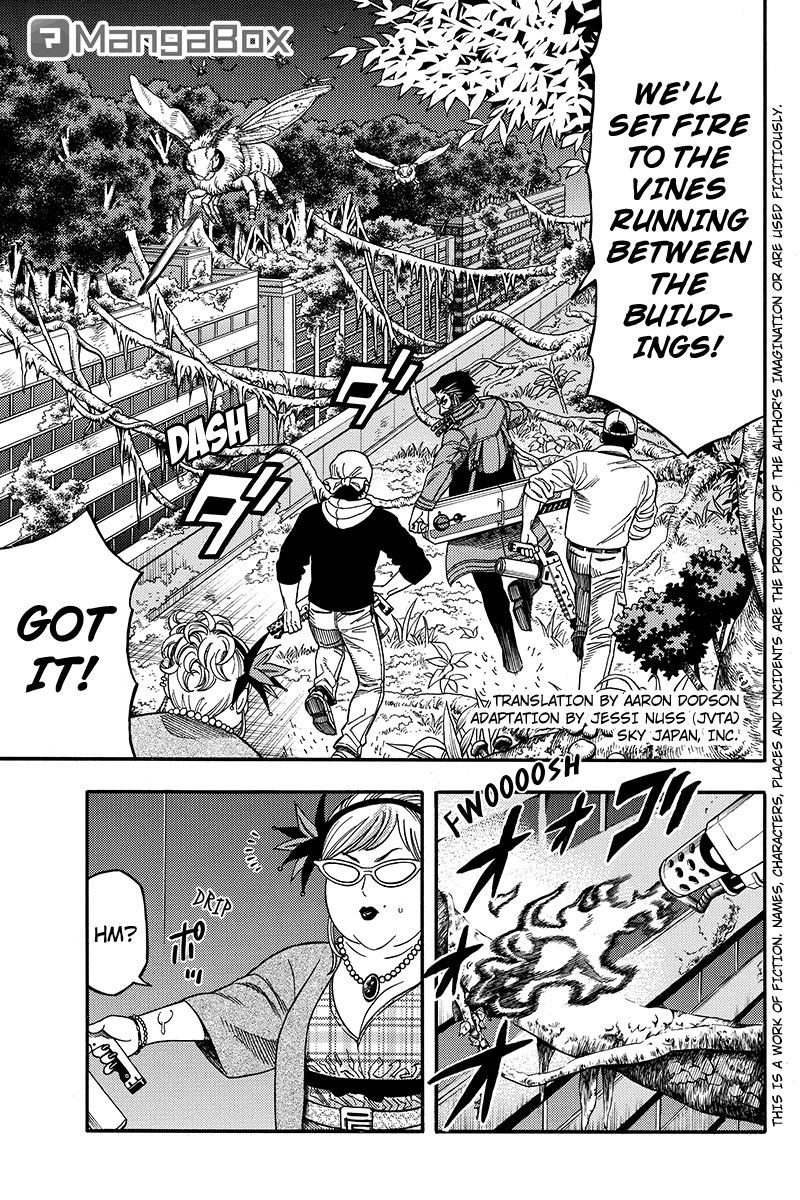 MangaBox
WE'LL
SET FIRE
TO THE
VINES
RUNNING
BETWEEN
THE
BUILD-
INGS!
ダッ
DASH
ダッ
GOT
IT!
TRANSLATION BY AARON DODSON
ADAPTATION BY JESSI NUSS (JVTA)
SKY JAPAN, INC.
THIS IS A WORK OF FICTION. NAMES, CHARACTERS, PLACES AND INCIDENTS ARE THE PRODUCTS OF THE AUTHOR'S IMAGINATION OR ARE USED FICTITIOUSLY.
FWOOOOSH
ゴオオオ
DRIP
ポッ
HM?